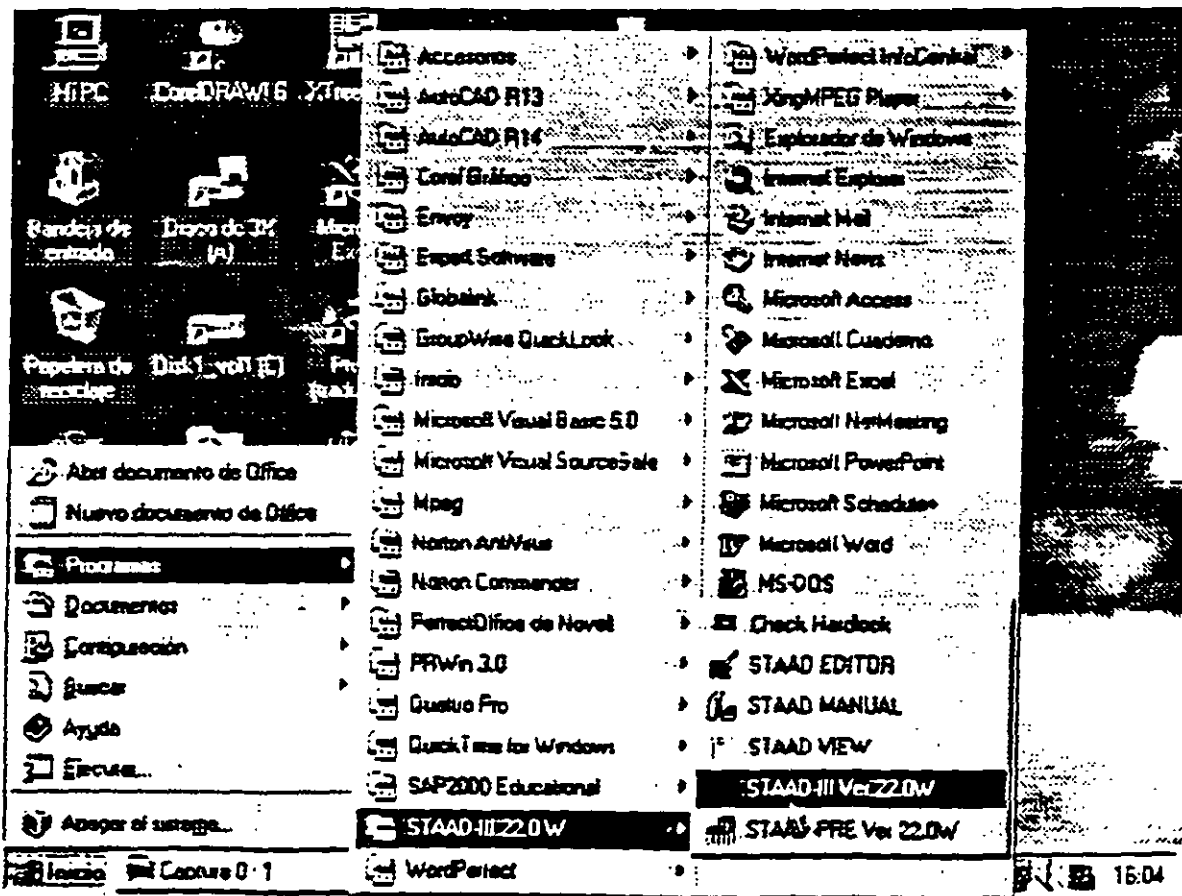 Mi PC
CorelDRAW! 6
XTree
Bandeja de
entrada
Disco de 3½
(A)
Micro
Ex
Papelera de
reciclaje
Disk1_vol1 (C)
Abrir documento de Office
Nuevo documento de Office
Programas
Documentos
Configuración
Buscar
Ayuda
Ejecutar...
Apagar el sistema...
Inicio
Captura 0 - 1
Accesorios
AutoCAD R13
AutoCAD R14
Corel Gráfico
Envoy
Expert Software
Globalink
GroupWise QuickLook
Inicio
Microsoft Visual Basic 5.0
Microsoft Visual SourceSafe
Mpeg
Norton AntiVirus
Norton Commander
PerfectOffice de Novell
PRWin 3.0
Quattro Pro
QuickTime for Windows
SAP2000 Educational
STAAD-III 22.0 W
WordPerfect
WordPerfect InfoCentral
XingMPEG Player
Explorador de Windows
Internet Explorer
Internet Mail
Internet News
Microsoft Access
Microsoft Cuaderno
Microsoft Excel
Microsoft NetMeeting
Microsoft PowerPoint
Microsoft Schedule+
Microsoft Word
MS-DOS
Check Hardlock
STAAD EDITOR
STAAD MANUAL
STAAD VIEW
STAAD-III Ver 22.0W
STAAD-PRE Ver 22.0W
16:04